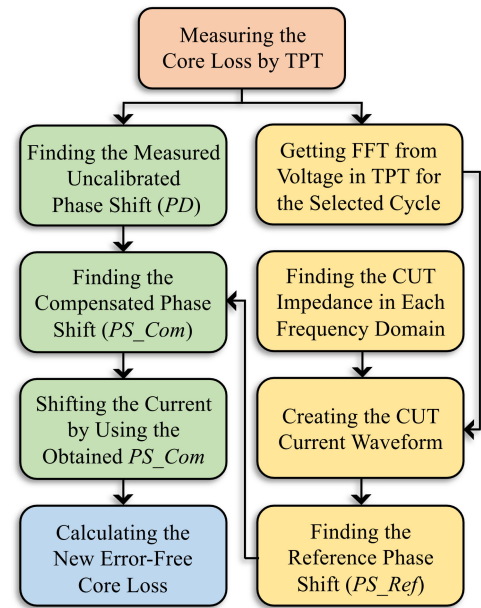 Measuring the
Core Loss by TPT
Finding the Measured
Uncalibrated
Phase Shift (PD)
Getting FFT from
Voltage in TPT for
the Selected Cycle
Finding the
Compensated Phase
Shift (PS_Com)
Finding the CUT
Impedance in Each
Frequency Domain
Shifting the Current
by Using the
Obtained PS_Com
Creating the CUT
Current Waveform
Calculating the
New Error-Free
Core Loss
Finding the
Reference Phase
Shift (PS_Ref)